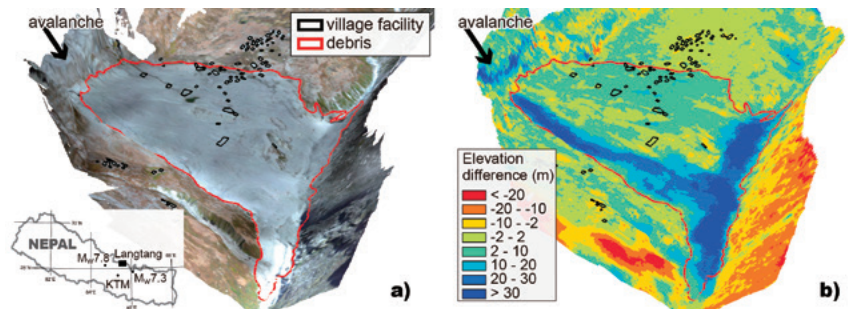 avalanche
village facility
debris
NEPAL
Langtang
Mw7.8
Mw7.3
KTM
a)
avalanche
Elevation
difference (m)
< -20
-20 - -10
-10 - -2
-2 - 2
2 - 10
10 - 20
20 - 30
> 30
b)